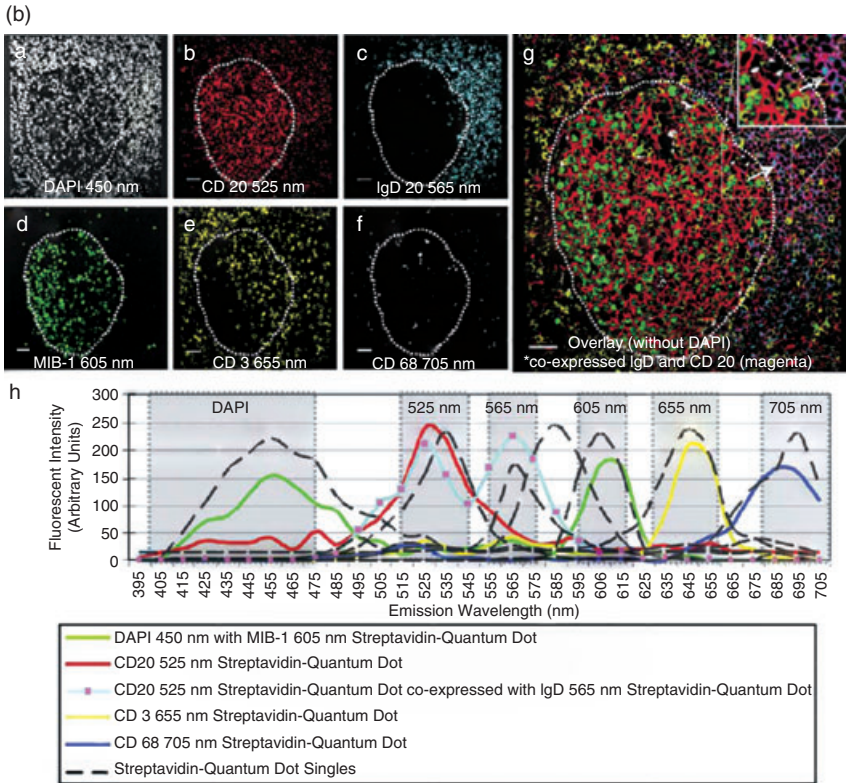 (b)
a
DAPI 450 nm
b
CD 20 525 nm
c
IgD 20 565 nm
g
Overlay (without DAPI)
*co-expressed IgD and CD 20 (magenta)
d
MIB-1 605 nm
e
CD 3 655 nm
f
CD 68 705 nm
h
300
250
200
150
100
50
0
Fluorescent Intensity
(Arbitrary Units)
DAPI
525 nm
565 nm
605 nm
655 nm
705 nm
395 405 415 425 435 445 455 465 475 485 495 505 515 525 535 545 555 565 575 585 595 606 615 625 635 645 655 665 675 685 695 705
Emission Wavelength (nm)
DAPI 450 nm with MIB-1 605 nm Streptavidin-Quantum Dot
CD20 525 nm Streptavidin-Quantum Dot
CD20 525 nm Streptavidin-Quantum Dot co-expressed with IgD 565 nm Streptavidin-Quantum Dot
CD 3 655 nm Streptavidin-Quantum Dot
CD 68 705 nm Streptavidin-Quantum Dot
Streptavidin-Quantum Dot Singles